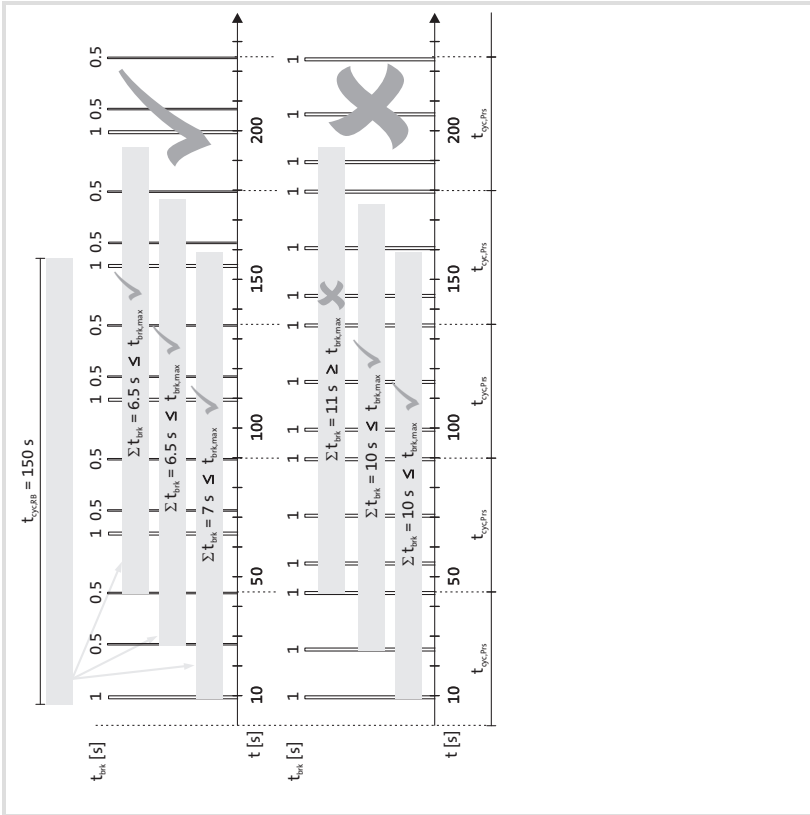 t_cyc,RB = 150 s
t_brk [s]
1 0.5 0.5 1 0.5 0.5 1 0.5 0.5 1 0.5 0.5 1 0.5 0.5
Σ t_brk = 6.5 s ≤ t_brk,max
Σ t_brk = 6.5 s ≤ t_brk,max
Σ t_brk = 7 s ≤ t_brk,max
t [s]
10 50 100 150 200
t_brk [s]
1 1 1 1 1 1 1 1 1 1 1 1 1 1 1
Σ t_brk = 11 s ≥ t_brk,max
Σ t_brk = 10 s ≤ t_brk,max
Σ t_brk = 10 s ≤ t_brk,max
t [s]
10 50 100 150 200
t_cyc,Prs t_cyc,Prs t_cyc,Prs t_cyc,Prs t_cyc,Prs